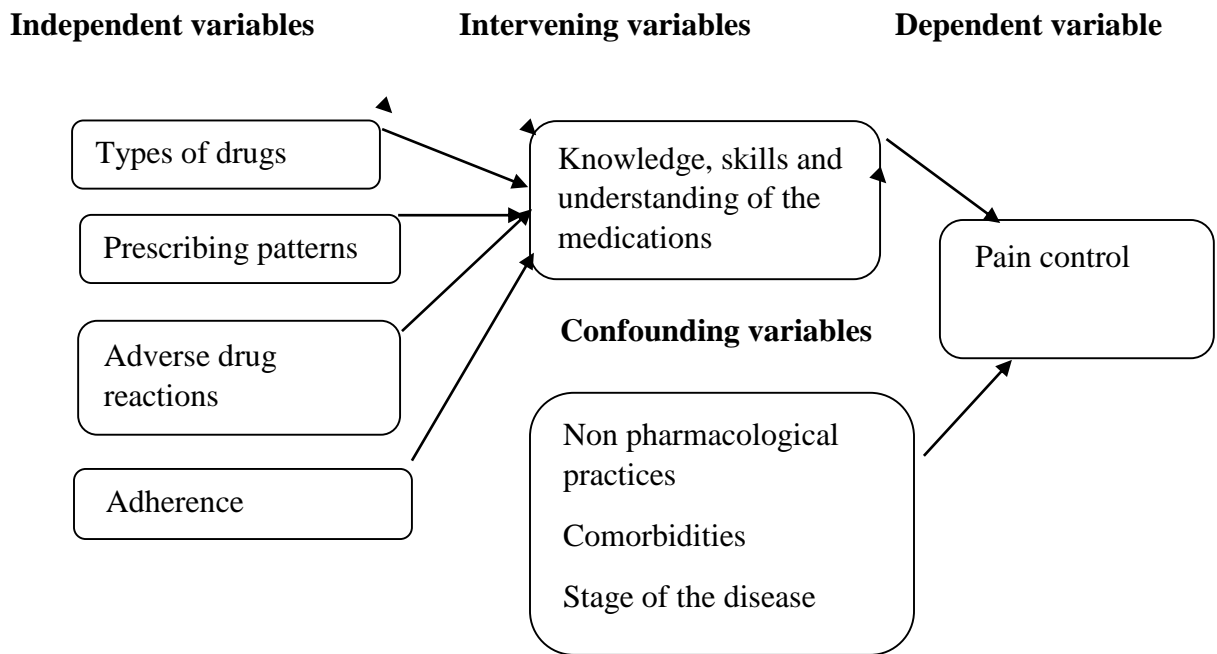 Independent variables
Intervening variables
Dependent variable
Types of drugs
Prescribing patterns
Adverse drug
reactions
Adherence
Knowledge, skills and
understanding of the
medications
Confounding variables
Non pharmacological
practices
Comorbidities
Stage of the disease
Pain control